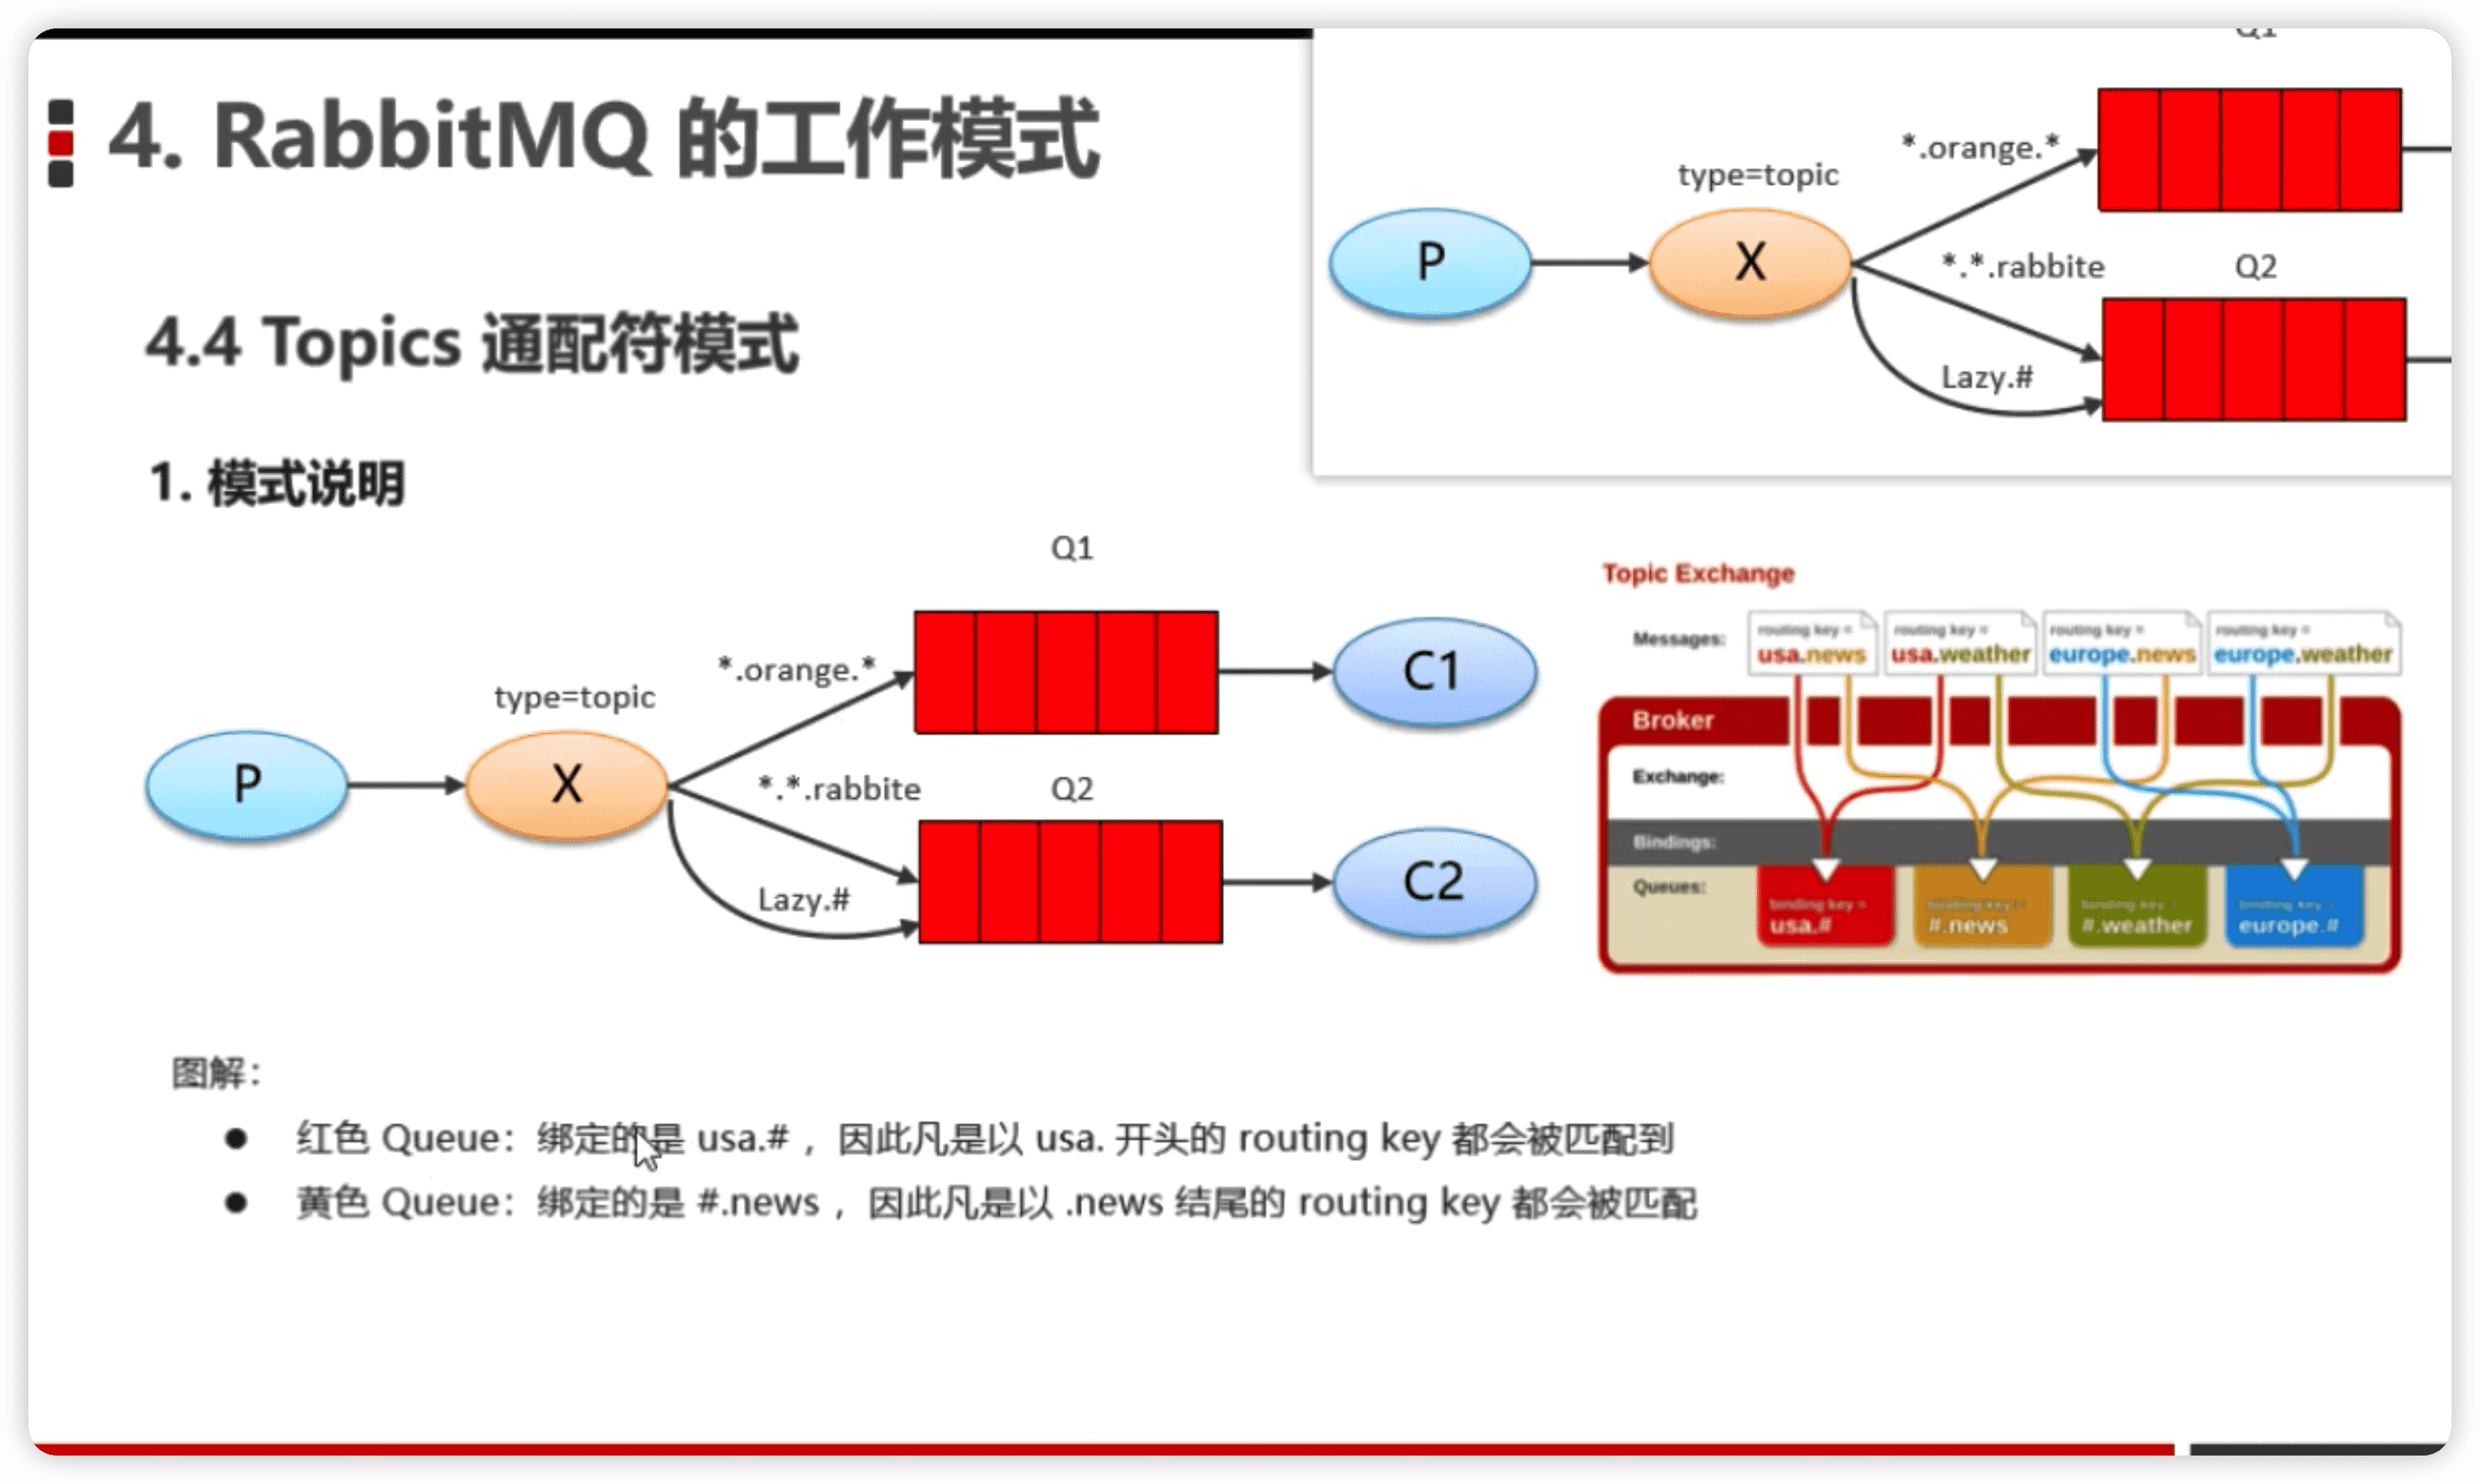 4. RabbitMQ 的工作模式
Q1
*.orange.*
type=topic
P
X
*.*.rabbite
Q2
Lazy.#
4.4 Topics 通配符模式
1. 模式说明
Q1
*.orange.*
C1
type=topic
P
X
*.*.rabbite
Q2
Lazy.#
C2
Topic Exchange
Messages:
routing key =
usa.news
routing key =
usa.weather
routing key =
europe.news
routing key =
europe.weather
Broker
Exchange:
Bindings:
Queues:
binding key =
usa.#
binding key =
#.news
binding key =
#.weather
binding key =
europe.#
图解：
● 红色 Queue：绑定的是 usa.# ，因此凡是以 usa. 开头的 routing key 都会被匹配到
● 黄色 Queue：绑定的是 #.news ，因此凡是以 .news 结尾的 routing key 都会被匹配